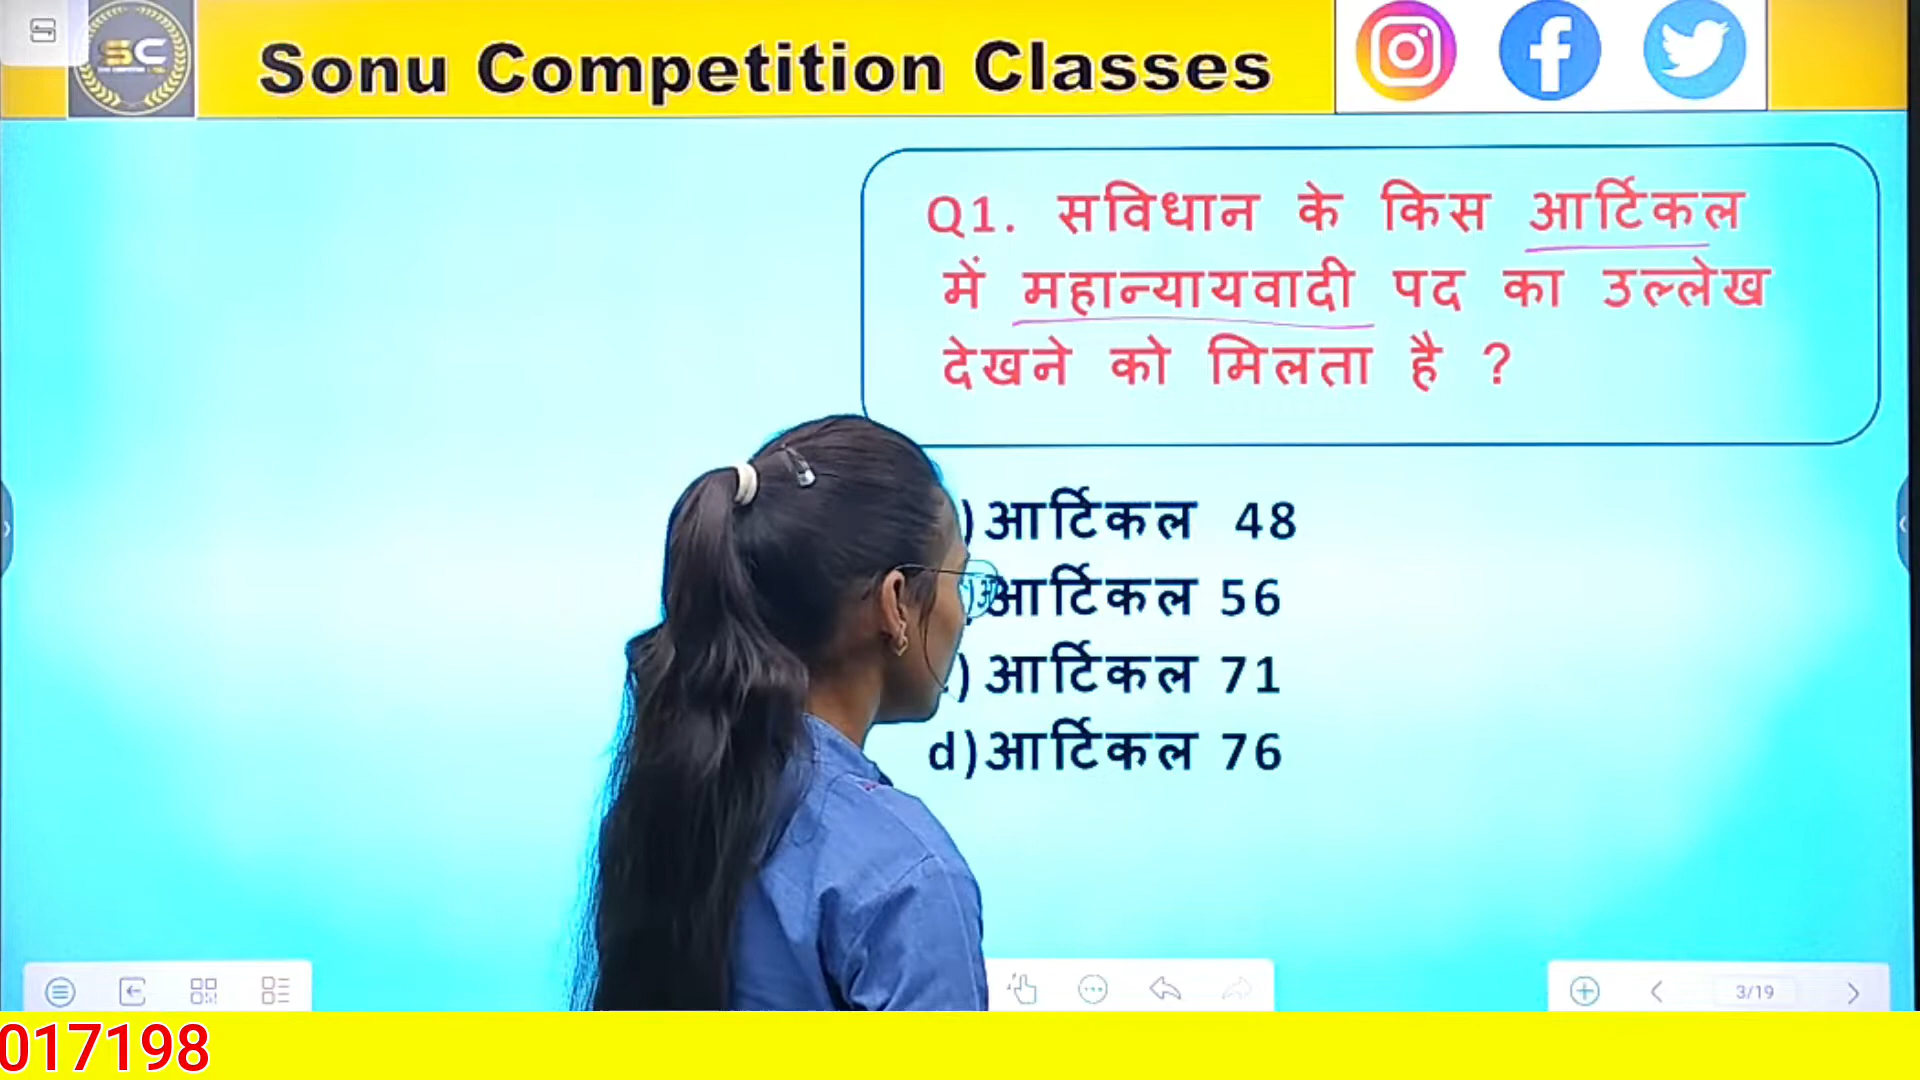 SC
Sonu Competition Classes
Q1. सविधान के किस आर्टिकल
में महान्यायवादी पद का उल्लेख
देखने को मिलता है ?
)आर्टिकल 48
)आर्टिकल 56
)आर्टिकल 71
d)आर्टिकल 76
3/19
017198